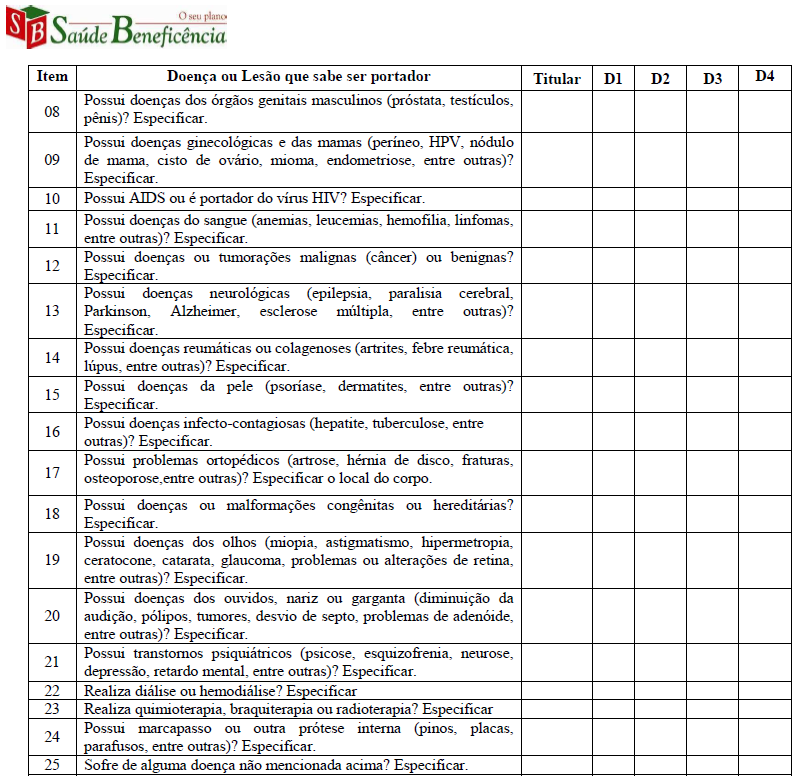 O seu plano
SB Saúde Beneficência
Item Doença ou Lesão que sabe ser portador Titular D1 D2 D3 D4
08 Possui doenças dos órgãos genitais masculinos (próstata, testículos,
pênis)? Especificar.
09 Possui doenças ginecológicas e das mamas (períneo, HPV, nódulo
de mama, cisto de ovário, mioma, endometriose, entre outras)?
Especificar.
10 Possui AIDS ou é portador do vírus HIV? Especificar.
11 Possui doenças do sangue (anemias, leucemias, hemofilia, linfomas,
entre outras)? Especificar.
12 Possui doenças ou tumorações malignas (câncer) ou benignas?
Especificar.
13 Possui doenças neurológicas (epilepsia, paralisia cerebral,
Parkinson, Alzheimer, esclerose múltipla, entre outras)?
Especificar.
14 Possui doenças reumáticas ou colagenoses (artrites, febre reumática,
lúpus, entre outras)? Especificar.
15 Possui doenças da pele (psoríase, dermatites, entre outras)?
Especificar.
16 Possui doenças infecto-contagiosas (hepatite, tuberculose, entre
outras)? Especificar.
17 Possui problemas ortopédicos (artrose, hérnia de disco, fraturas,
osteoporose,entre outras)? Especificar o local do corpo.
18 Possui doenças ou malformações congênitas ou hereditárias?
Especificar.
19 Possui doenças dos olhos (miopia, astigmatismo, hipermetropia,
ceratocone, catarata, glaucoma, problemas ou alterações de retina,
entre outras)? Especificar.
20 Possui doenças dos ouvidos, nariz ou garganta (diminuição da
audição, pólipos, tumores, desvio de septo, problemas de adenóide,
entre outras)? Especificar.
21 Possui transtornos psiquiátricos (psicose, esquizofrenia, neurose,
depressão, retardo mental, entre outras)? Especificar.
22 Realiza diálise ou hemodiálise? Especificar
23 Realiza quimioterapia, braquiterapia ou radioterapia? Especificar
24 Possui marcapasso ou outra prótese interna (pinos, placas,
parafusos, entre outras)? Especificar.
25 Sofre de alguma doença não mencionada acima? Especificar.